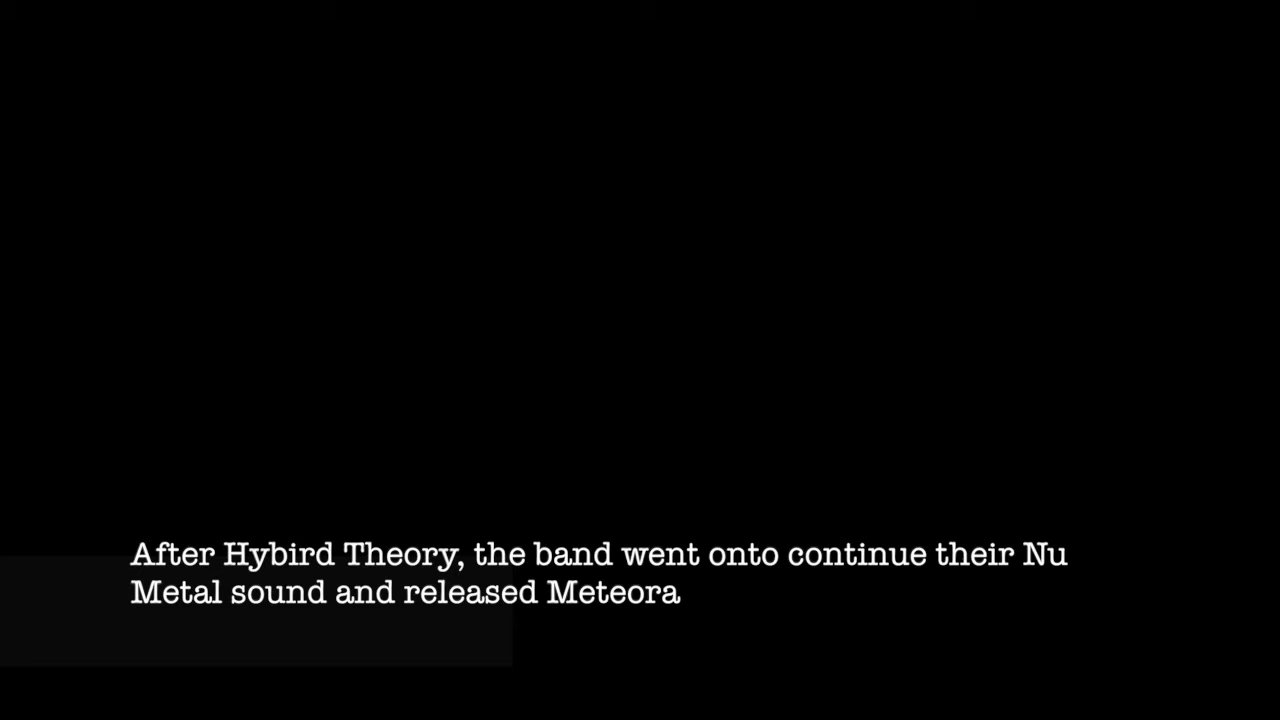 After Hybird Theory, the band went onto continue their Nu
Metal sound and released Meteora